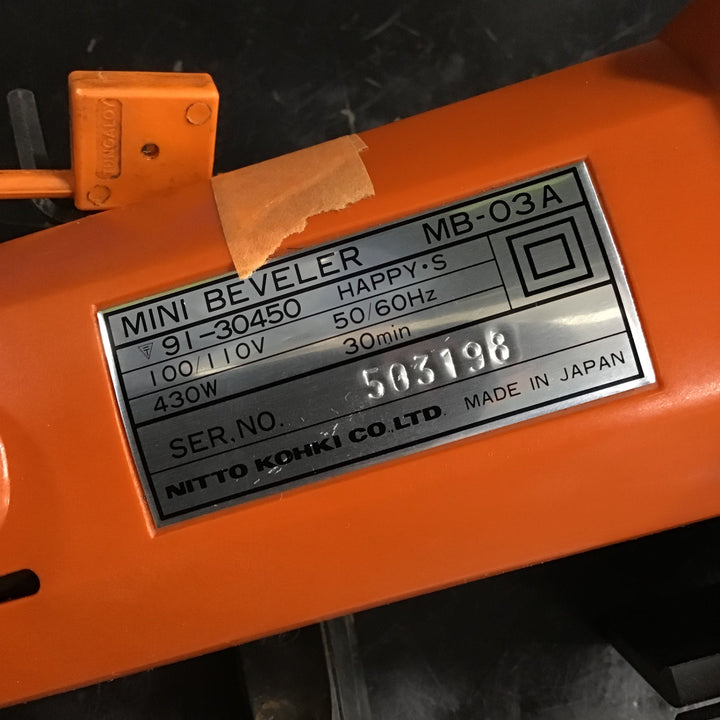 TUNGALOY
MINI BEVELER MB-03A
91-30450 HAPPY·S
100/110V 50/60Hz
430W 30min
SER.NO. 503198
NITTO KOHKI CO.,LTD. MADE IN JAPAN